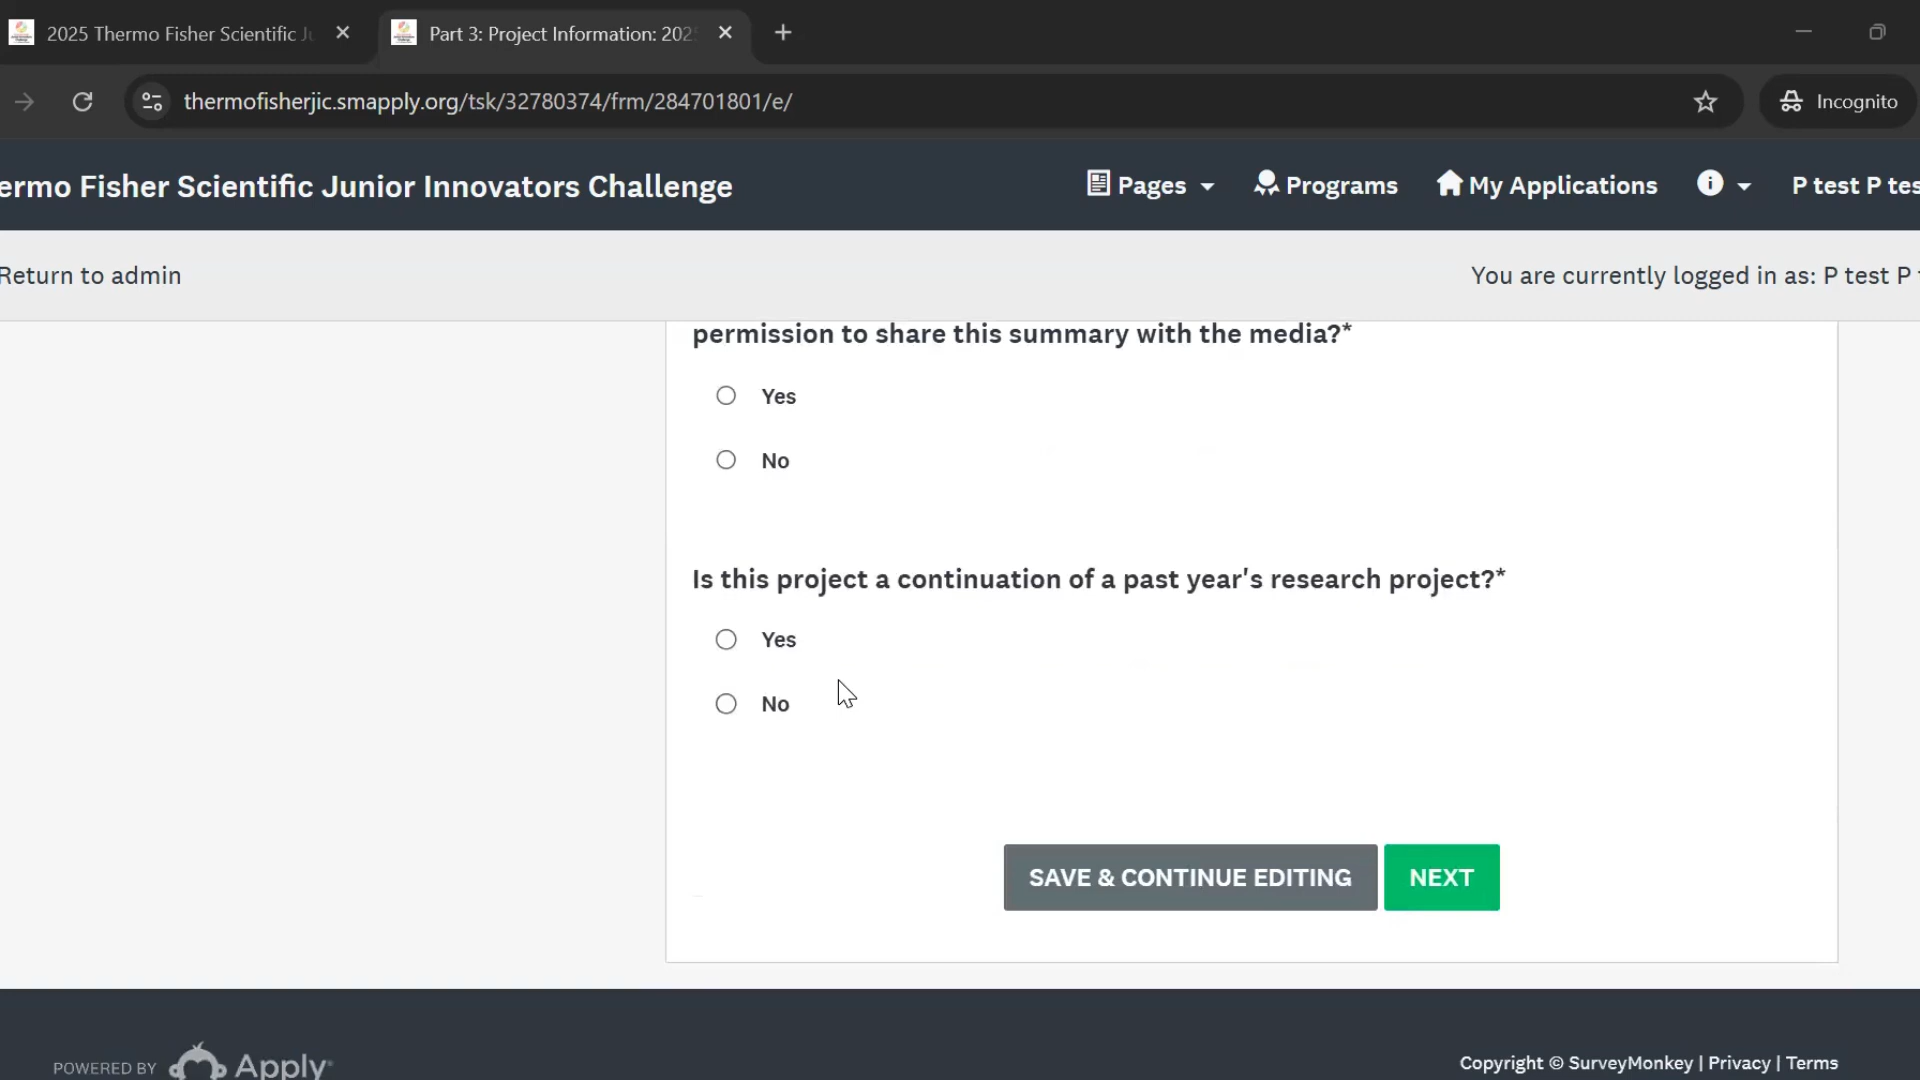 2025 Thermo Fisher Scientific
Part 3: Project Information: 202
thermofisherjic.smapply.org/tsk/32780374/frm/284701801/e/
Incognito
ermo Fisher Scientific Junior Innovators Challenge
Pages
Programs
My Applications
P test P tes
Return to admin
You are currently logged in as: P test P
permission to share this summary with the media?*
Yes
No
Is this project a continuation of a past year's research project?*
Yes
No
SAVE & CONTINUE EDITING
NEXT
POWERED BY
Apply
Copyright © SurveyMonkey | Privacy | Terms